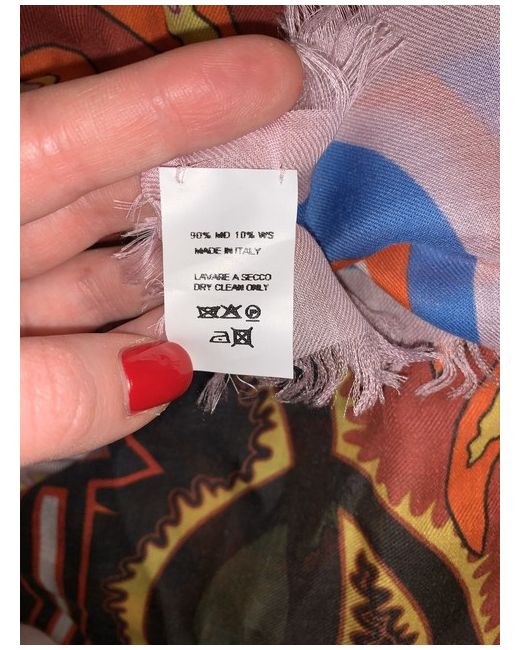 90% MD 10% WS
MADE IN ITALY
LAVARE A SECCO
DRY CLEAN ONLY
P